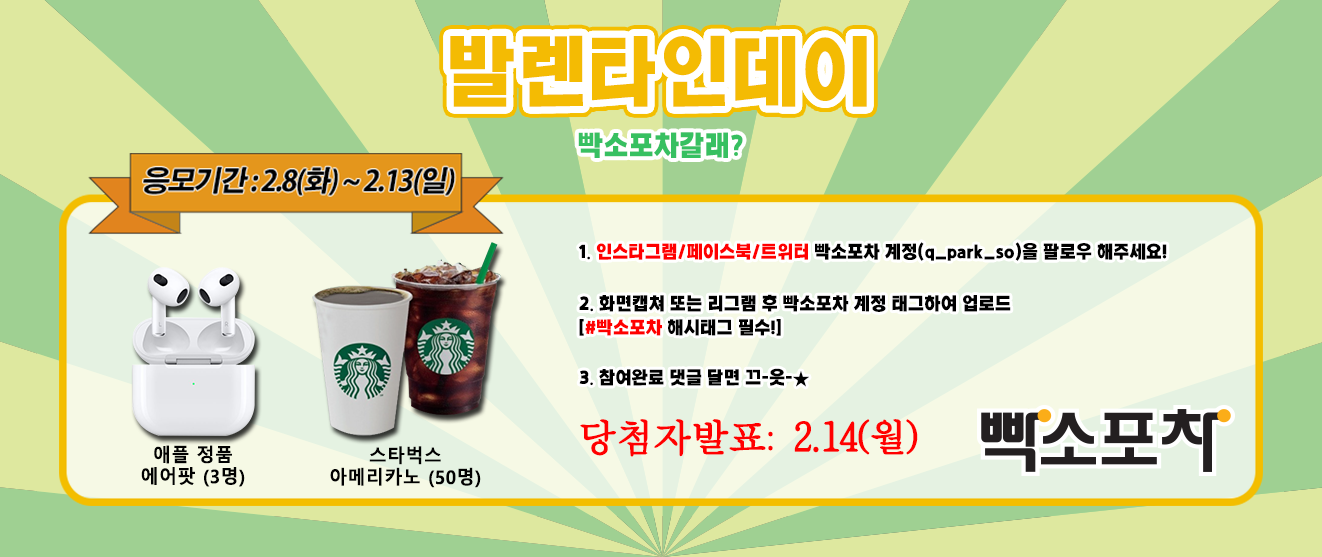 발렌타인데이
빡소포차갈래?
응모기간 : 2.8(화) ~ 2.13(일)
1. 인스타그램/페이스북/트위터 빡소포차 계정(q_park_so)을 팔로우 해주세요!
2. 화면캡쳐 또는 리그램 후 빡소포차 계정 태그하여 업로드
[#빡소포차 해시태그 필수!]
3. 참여완료 댓글 달면 끄-읏-★
당첨자발표: 2.14(월)
애플 정품
에어팟 (3명)
스타벅스
아메리카노 (50명)
빡소포차